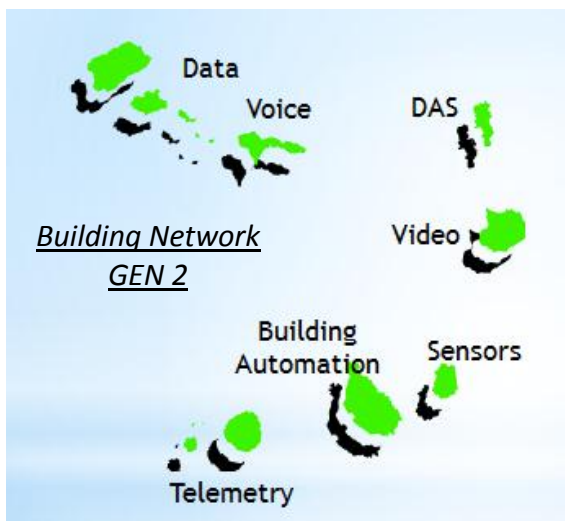 Data
Voice
DAS
Building Network
GEN 2
Video
Building
Automation
Sensors
Telemetry